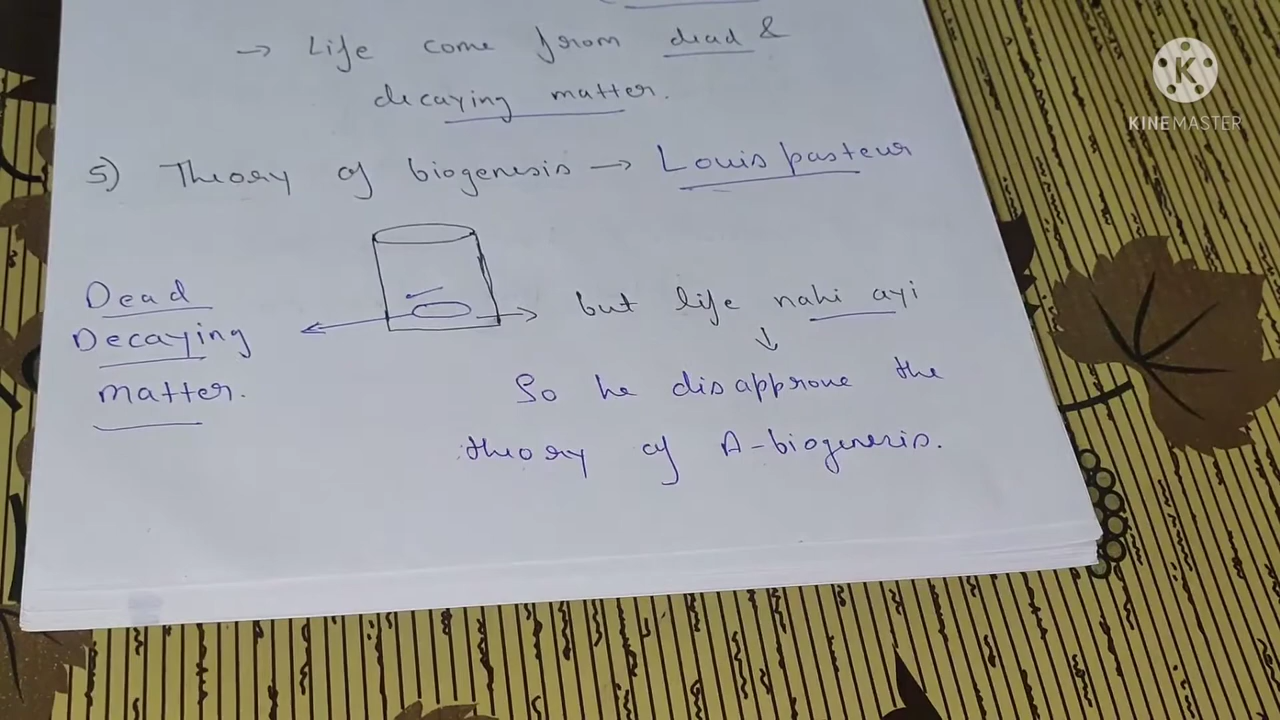 → Life come from dead &
decaying matter.
5) Theory of biogenesis → Louis pasteur
Dead
Decaying
matter.
but life nahi ayi
So he disapprove the
theory of A-biogenesis.
K
KINEMASTER